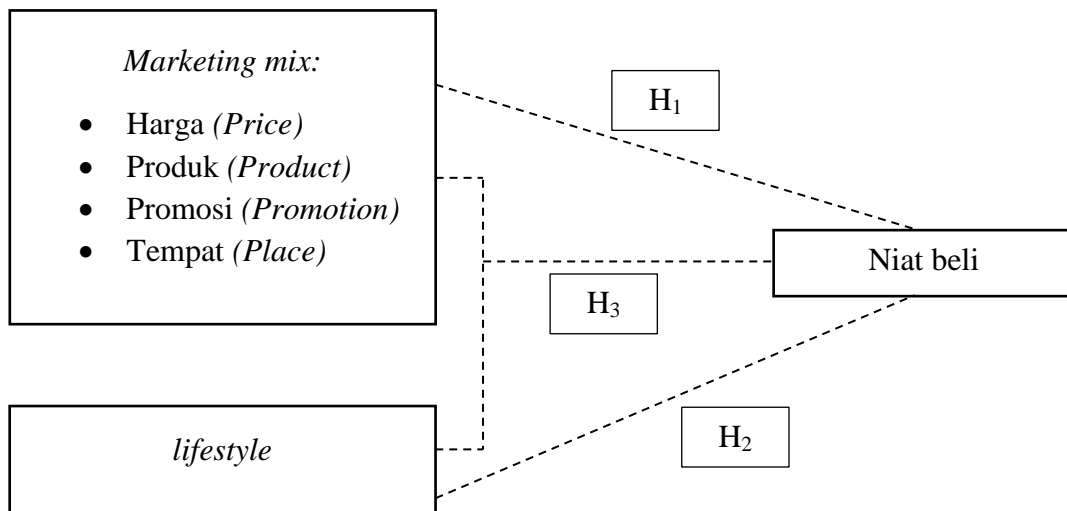 Marketing mix:
• Harga (Price)
• Produk (Product)
• Promosi (Promotion)
• Tempat (Place)
H₁
Niat beli
H₃
H₂
lifestyle